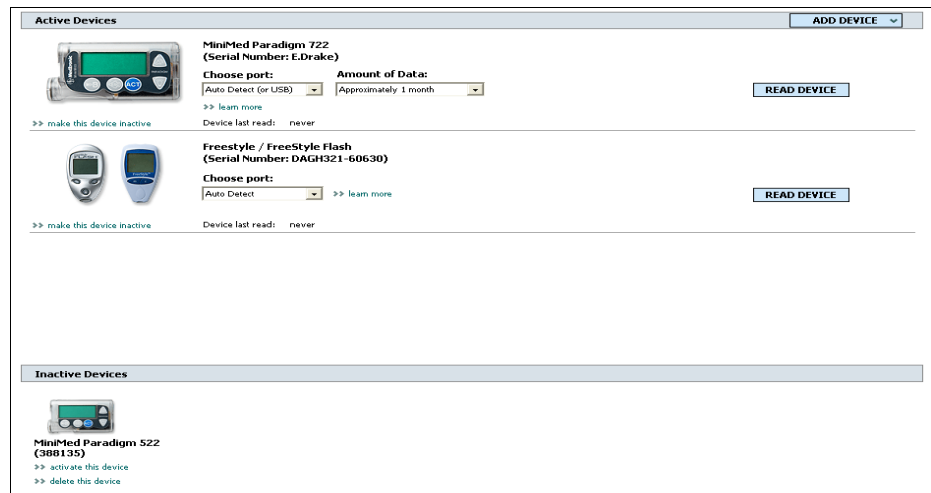 Active Devices
ADD DEVICE
MiniMed Paradigm 722
(Serial Number: E.Drake)
Choose port:
Amount of Data:
Auto Detect (or USB)
Approximately 1 month
READ DEVICE
>> learn more
>> make this device inactive
Device last read: never
ACT
Freestyle / FreeStyle Flash
(Serial Number: DAGH321-60630)
Choose port:
Auto Detect
>> learn more
READ DEVICE
>> make this device inactive
Device last read: never
Inactive Devices
MiniMed Paradigm 522
(388135)
>> activate this device
>> delete this device